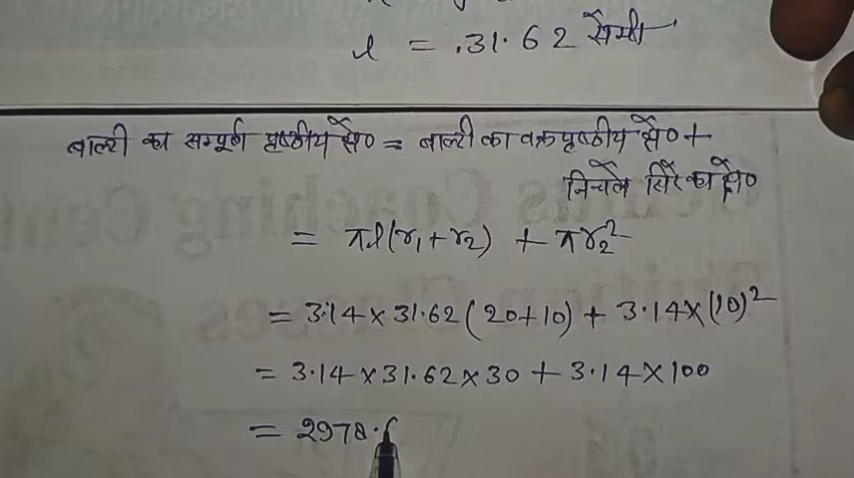 l = .31.62 सेमी
बाल्टी का सम्पूर्ण पृष्ठीय क्षे० = बाल्टी का वक्र पृष्ठीय क्षे० +
निचले सिरे का क्षे०
= πl(r₁+r₂) + πr₂²
= 3.14×31.62(20+10) + 3.14×(10)²
= 3.14×31.62×30+3.14×100
= 2978.